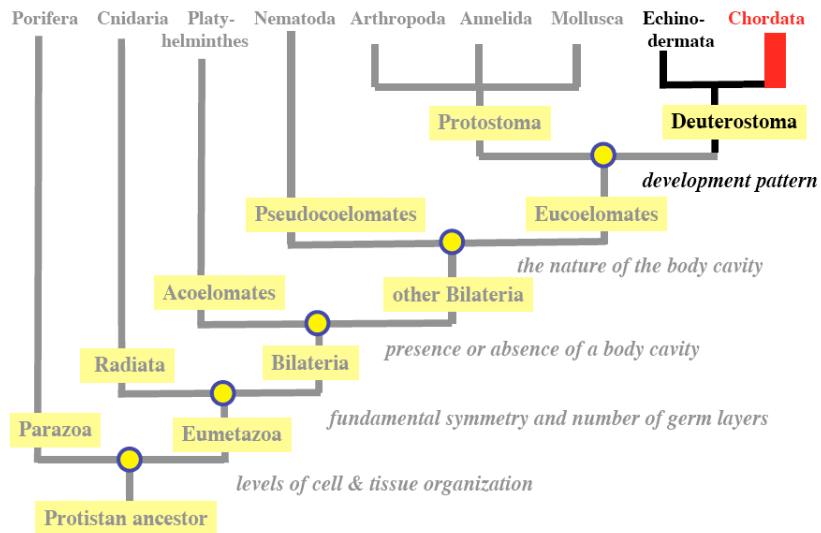 Porifera Cnidaria Platy- Nematoda Arthropoda Annelida Mollusca Echino- Chordata
helminthes dermata
Protostoma Deuterostoma
development pattern
Pseudocoelomates Eucoelomates
the nature of the body cavity
Acoelomates other Bilateria
presence or absence of a body cavity
Radiata Bilateria
fundamental symmetry and number of germ layers
Parazoa Eumetazoa
levels of cell & tissue organization
Protistan ancestor